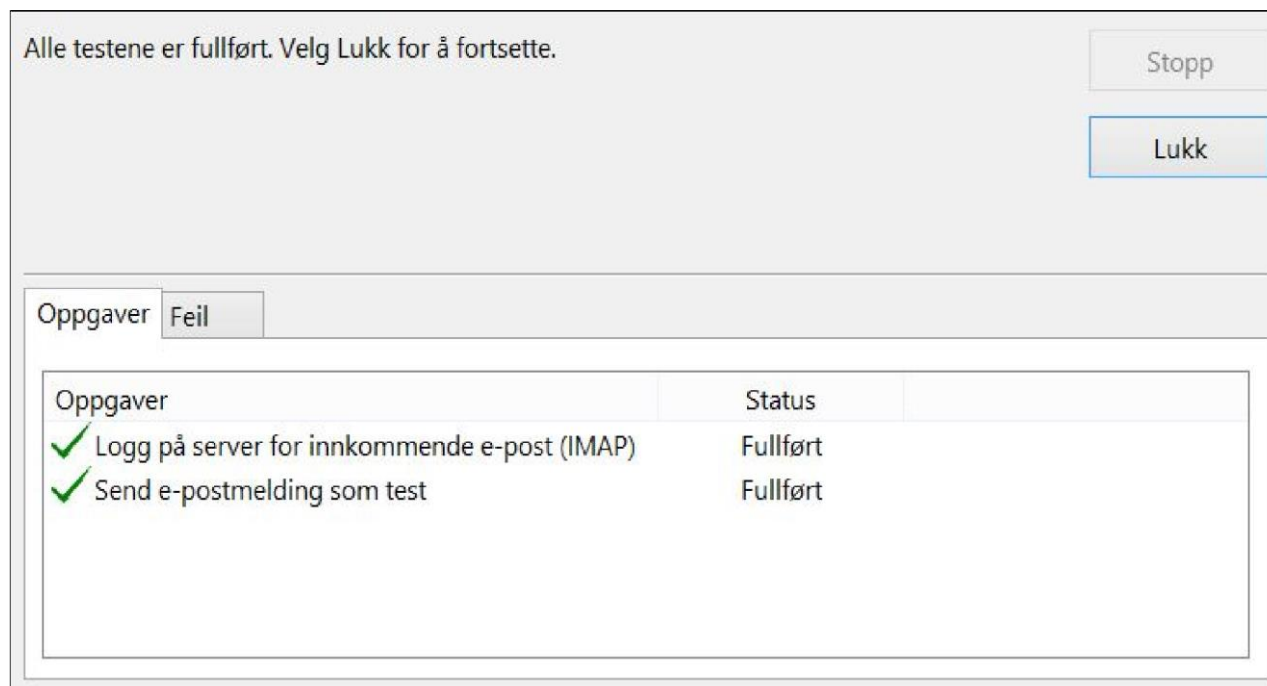 Alle testene er fullført. Velg Lukk for å fortsette.
Stopp
Lukk
Oppgaver Feil
Oppgaver Status
Logg på server for innkommende e-post (IMAP) Fullført
Send e-postmelding som test Fullført